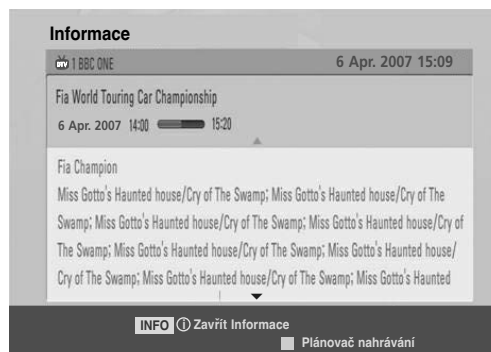 Informace
DTV 1 BBC ONE 6 Apr. 2007 15:09
Fia World Touring Car Championship
6 Apr. 2007 14:00 15:20
Fia Champion
Miss Gotto's Haunted house/Cry of The Swamp; Miss Gotto's Haunted house/Cry of The
Swamp; Miss Gotto's Haunted house/Cry of The Swamp; Miss Gotto's Haunted house/Cry of
The Swamp; Miss Gotto's Haunted house/Cry of The Swamp; Miss Gotto's Haunted house/
Cry of The Swamp; Miss Gotto's Haunted house/Cry of The Swamp; Miss Gotto's Haunted
INFO i Zavřít Informace
Plánovač nahrávání